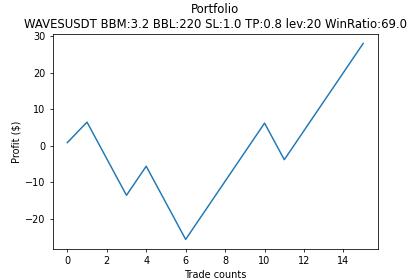 Portfolio
WAVESUSDT BBM:3.2 BBL:220 SL:1.0 TP:0.8 lev:20 WinRatio:69.0
30
20
10
0
−10
−20
Profit ($)
0 2 4 6 8 10 12 14
Trade counts